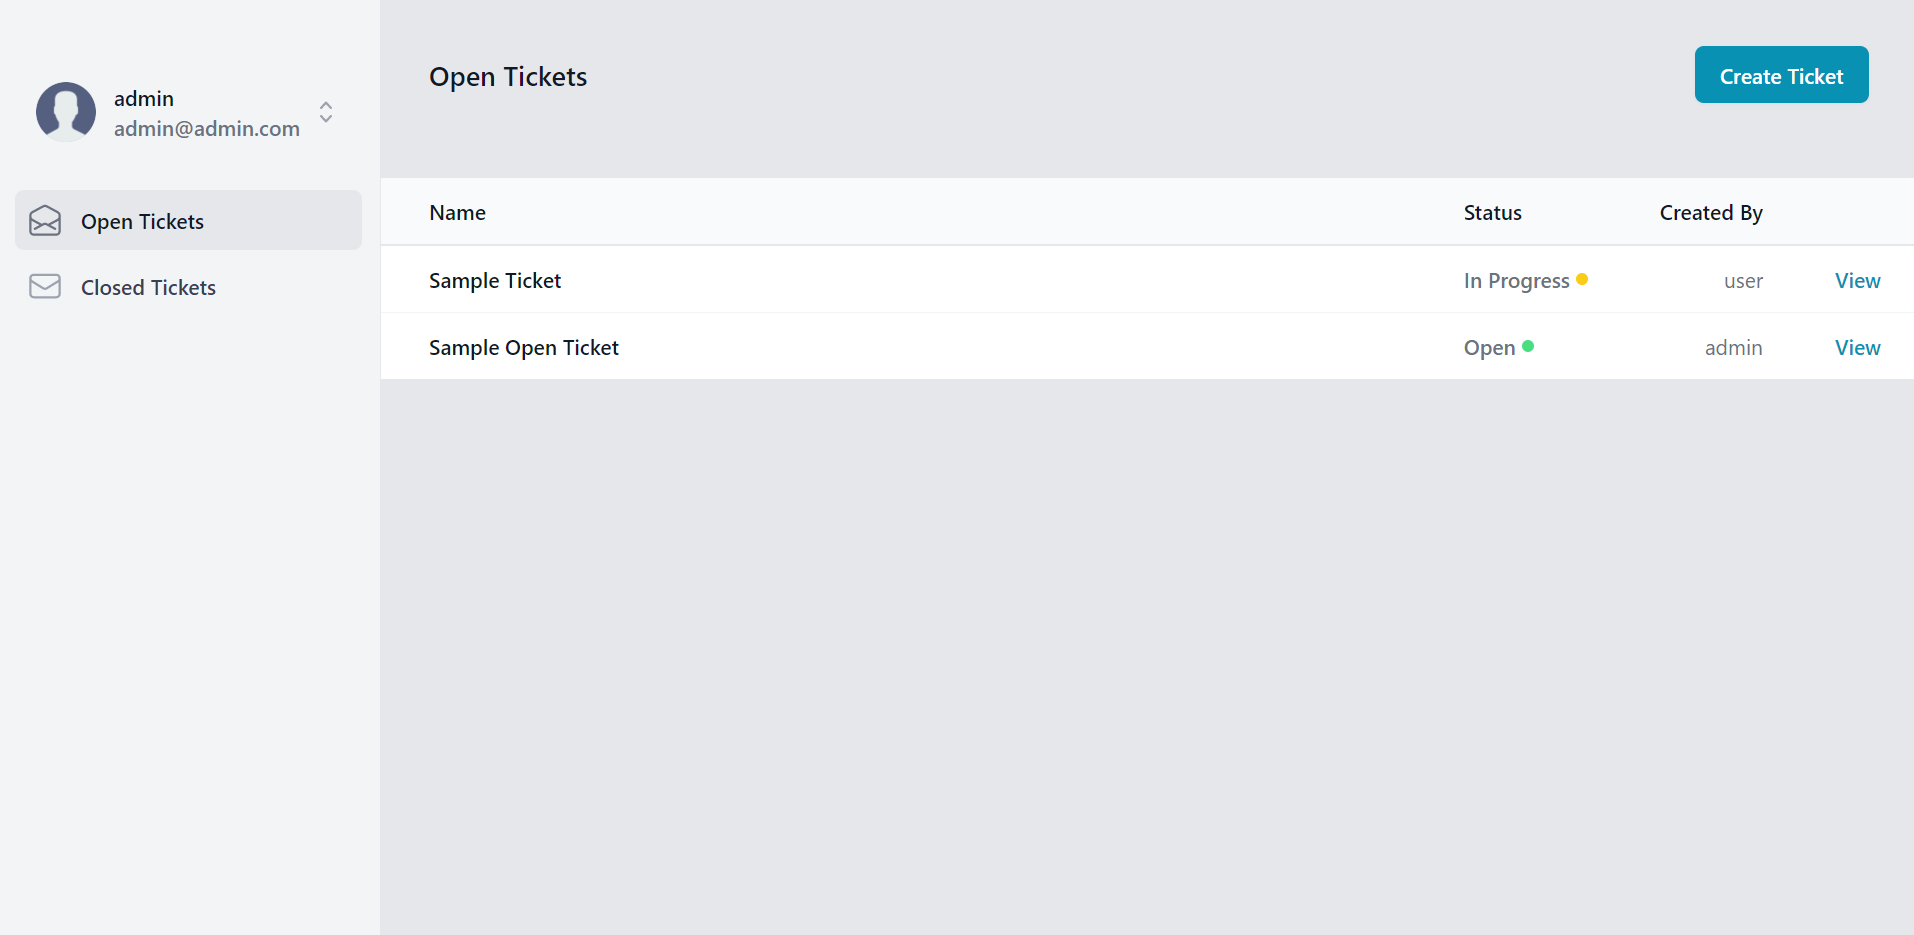 admin
admin@admin.com
Open Tickets
Closed Tickets
Open Tickets
Create Ticket
Name Status Created By
Sample Ticket In Progress user View
Sample Open Ticket Open admin View